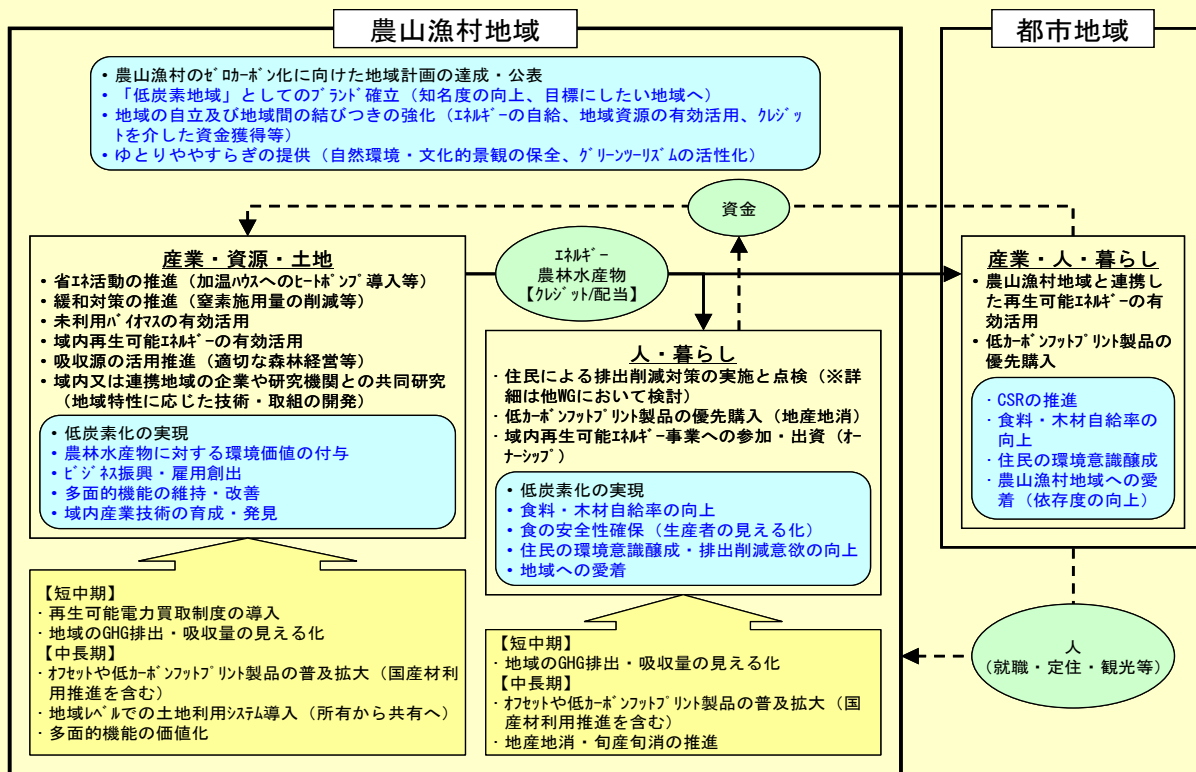 農山漁村地域
都市地域
・農山漁村のｾﾞﾛｶｰﾎﾞﾝ化に向けた地域計画の達成・公表
・「低炭素地域」としてのﾌﾞﾗﾝﾄﾞ確立（知名度の向上、目標にしたい地域へ）
・地域の自立及び地域間の結びつきの強化（ｴﾈﾙｷﾞｰの自給、地域資源の有効活用、ｸﾚｼﾞｯ
ﾄを介した資金獲得等）
・ゆとりややすらぎの提供（自然環境・文化的景観の保全、ｸﾞﾘｰﾝﾂｰﾘｽﾞﾑの活性化）
資金
産業・資源・土地
・省ｴﾈ活動の推進（加温ﾊｳｽへのﾋｰﾄﾎﾟﾝﾌﾟ導入等）
・緩和対策の推進（窒素施用量の削減等）
・未利用ﾊﾞｲｵﾏｽの有効活用
・域内再生可能ｴﾈﾙｷﾞｰの有効活用
・吸収源の活用推進（適切な森林経営等）
・域内又は連携地域の企業や研究機関との共同研究
（地域特性に応じた技術・取組の開発）
・低炭素化の実現
・農林水産物に対する環境価値の付与
・ﾋﾞｼﾞﾈｽ振興・雇用創出
・多面的機能の維持・改善
・域内産業技術の育成・発見
【短中期】
・再生可能電力買取制度の導入
・地域のGHG排出・吸収量の見える化
【中長期】
・ｵﾌｾｯﾄや低ｶｰﾎﾞﾝﾌｯﾄﾌﾟﾘﾝﾄ製品の普及拡大（国産材利
用推進を含む）
・地域ﾚﾍﾞﾙでの土地利用ｼｽﾃﾑ導入（所有から共有へ）
・多面的機能の価値化
ｴﾈﾙｷﾞｰ
農林水産物
【ｸﾚｼﾞｯﾄ/配当】
人・暮らし
・住民による排出削減対策の実施と点検（※詳
細は他WGにおいて検討）
・低ｶｰﾎﾞﾝﾌｯﾄﾌﾟﾘﾝﾄ製品の優先購入（地産地消）
・域内再生可能ｴﾈﾙｷﾞｰ事業への参加・出資（ｵｰ
ﾅｰｼｯﾌﾟ）
・低炭素化の実現
・食料・木材自給率の向上
・食の安全性確保（生産者の見える化）
・住民の環境意識醸成・排出削減意欲の向上
・地域への愛着
【短中期】
・地域のGHG排出・吸収量の見える化
【中長期】
・ｵﾌｾｯﾄや低ｶｰﾎﾞﾝﾌｯﾄﾌﾟﾘﾝﾄ製品の普及拡大（国
産材利用推進を含む）
・地産地消・旬産旬消の推進
産業・人・暮らし
・農山漁村地域と連携し
た再生可能ｴﾈﾙｷﾞｰの有
効活用
・低ｶｰﾎﾞﾝﾌｯﾄﾌﾟﾘﾝﾄ製品の
優先購入
・CSRの推進
・食料・木材自給率の
向上
・住民の環境意識醸成
・農山漁村地域への愛
着（依存度の向上）
人
（就職・定住・観光等）